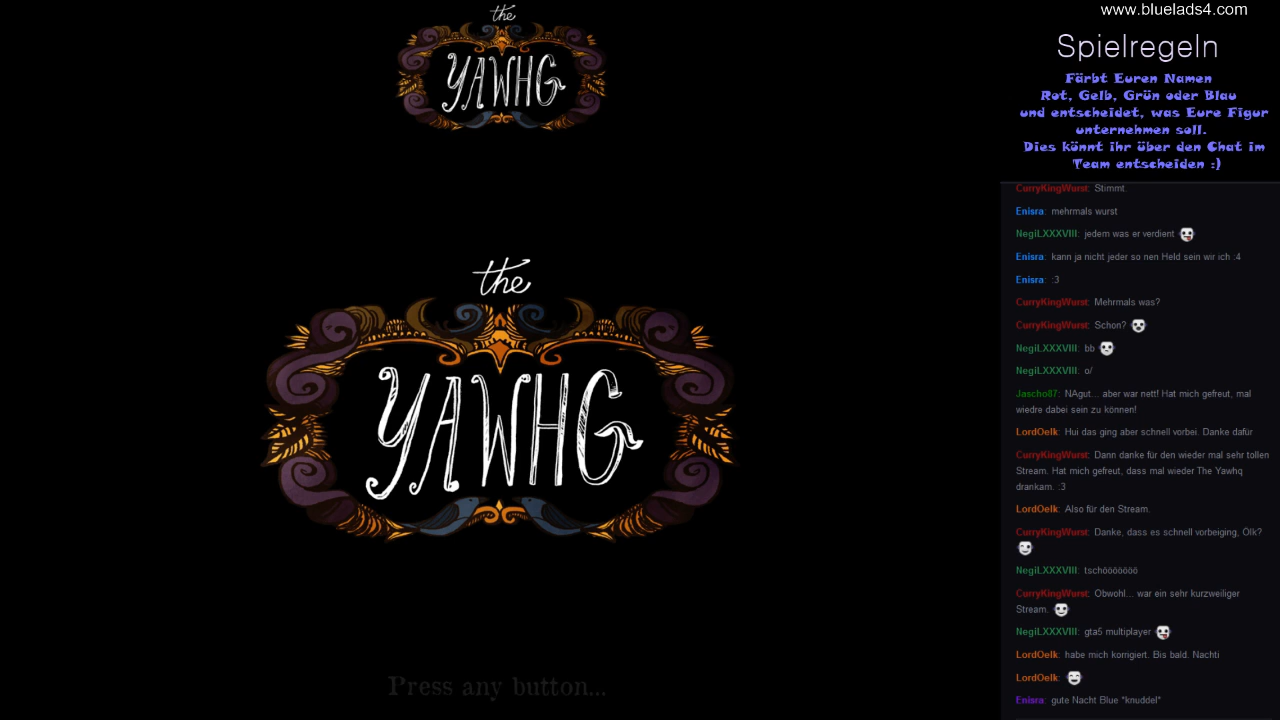 the
YAWHG
the
YAWHG
Press any button...
www.bluelads4.com
Spielregeln
Färbt Euren Namen
Rot, Gelb, Grün oder Blau
und entscheidet, was Eure Figur
unternehmen soll.
Dies könnt ihr über den Chat im
Team entscheiden :)
CurryKingWurst: Stimmt.
Enisra: mehrmals wurst
NegiLXXXVIII: jedem was er verdient
Enisra: kann ja nicht jeder so nen Held sein wir ich :4
Enisra: :3
CurryKingWurst: Mehrmals was?
CurryKingWurst: Schon?
NegiLXXXVIII: bb
NegiLXXXVIII: o/
Jascho87: NAgut... aber war nett! Hat mich gefreut, mal
wiedre dabei sein zu können!
LordOelk: Hui das ging aber schnell vorbei. Danke dafür
CurryKingWurst: Dann danke für den wieder mal sehr tollen
Stream. Hat mich gefreut, dass mal wieder The Yawhq
drankam. :3
LordOelk: Also für den Stream.
CurryKingWurst: Danke, dass es schnell vorbeiging, Ölk?
NegiLXXXVIII: tschööööööö
CurryKingWurst: Obwohl... war ein sehr kurzweiliger
Stream.
NegiLXXXVIII: gta5 multiplayer
LordOelk: habe mich korrigiert. Bis bald. Nachti
LordOelk:
Enisra: gute Nacht Blue *knuddel*